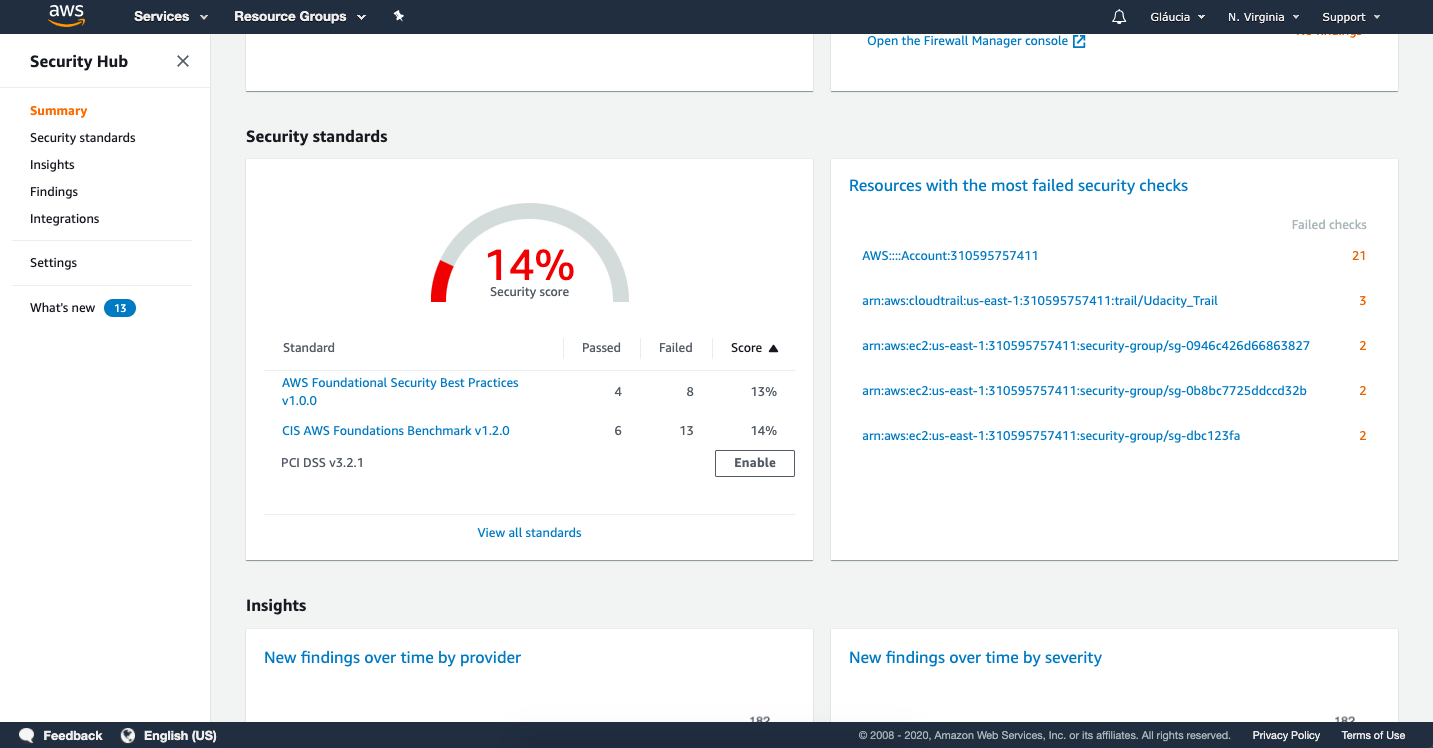 aws
Services
Resource Groups
Gláucia
N. Virginia
Support
Security Hub
Summary
Security standards
Insights
Findings
Integrations
Settings
What's new 13
Open the Firewall Manager console
Security standards
14%
Security score
Standard Passed Failed Score
AWS Foundational Security Best Practices
v1.0.0 4 8 13%
CIS AWS Foundations Benchmark v1.2.0 6 13 14%
PCI DSS v3.2.1 Enable
View all standards
Resources with the most failed security checks
Failed checks
AWS::::Account:310595757411 21
arn:aws:cloudtrail:us-east-1:310595757411:trail/Udacity_Trail 3
arn:aws:ec2:us-east-1:310595757411:security-group/sg-0946c426d66863827 2
arn:aws:ec2:us-east-1:310595757411:security-group/sg-0b8bc7725ddccd32b 2
arn:aws:ec2:us-east-1:310595757411:security-group/sg-dbc123fa 2
Insights
New findings over time by provider
182
New findings over time by severity
182
Feedback English (US)
© 2008 - 2020, Amazon Web Services, Inc. or its affiliates. All rights reserved. Privacy Policy Terms of Use